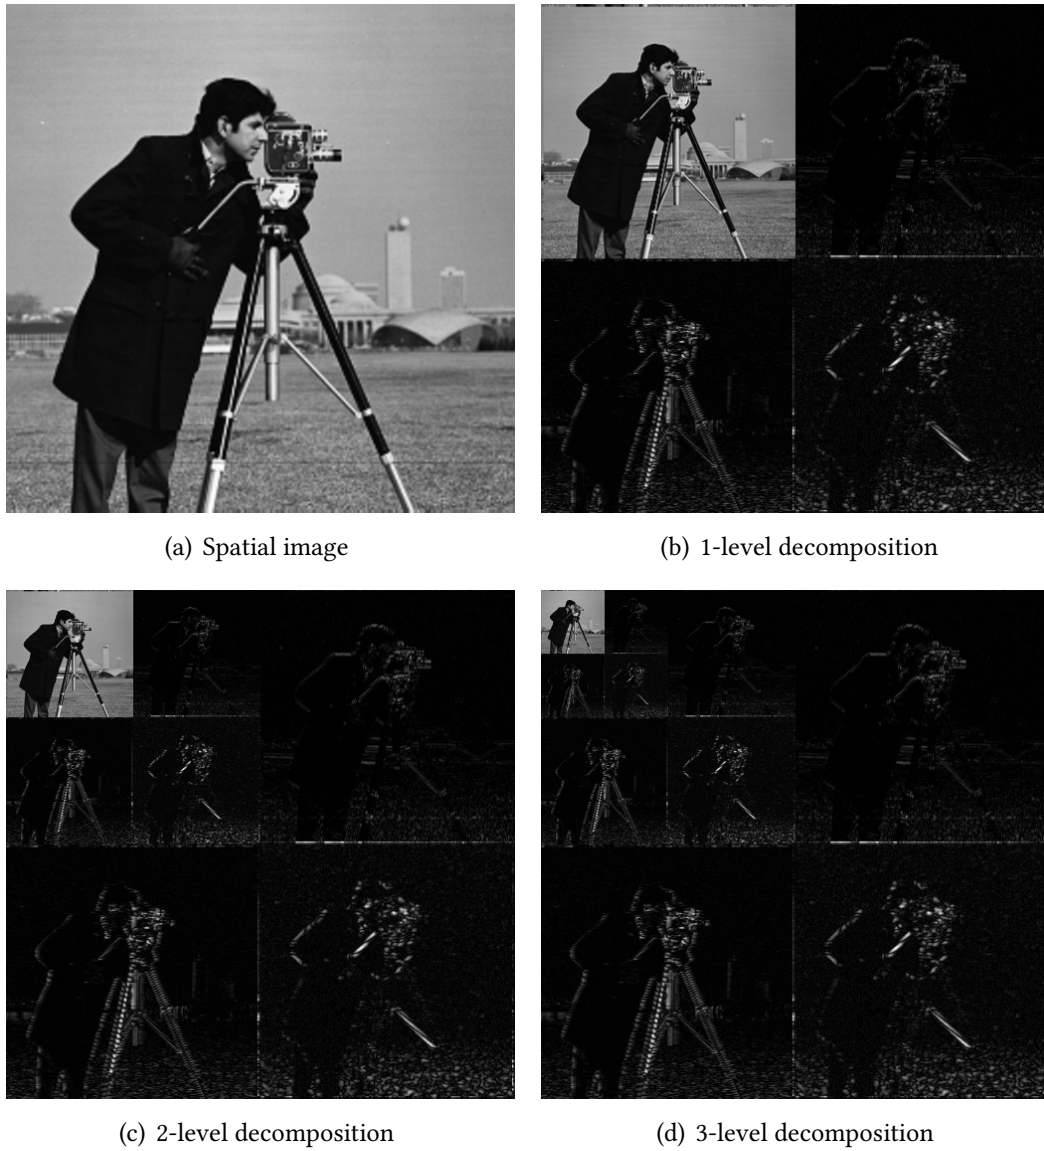 (a) Spatial image
(b) 1-level decomposition
(c) 2-level decomposition
(d) 3-level decomposition